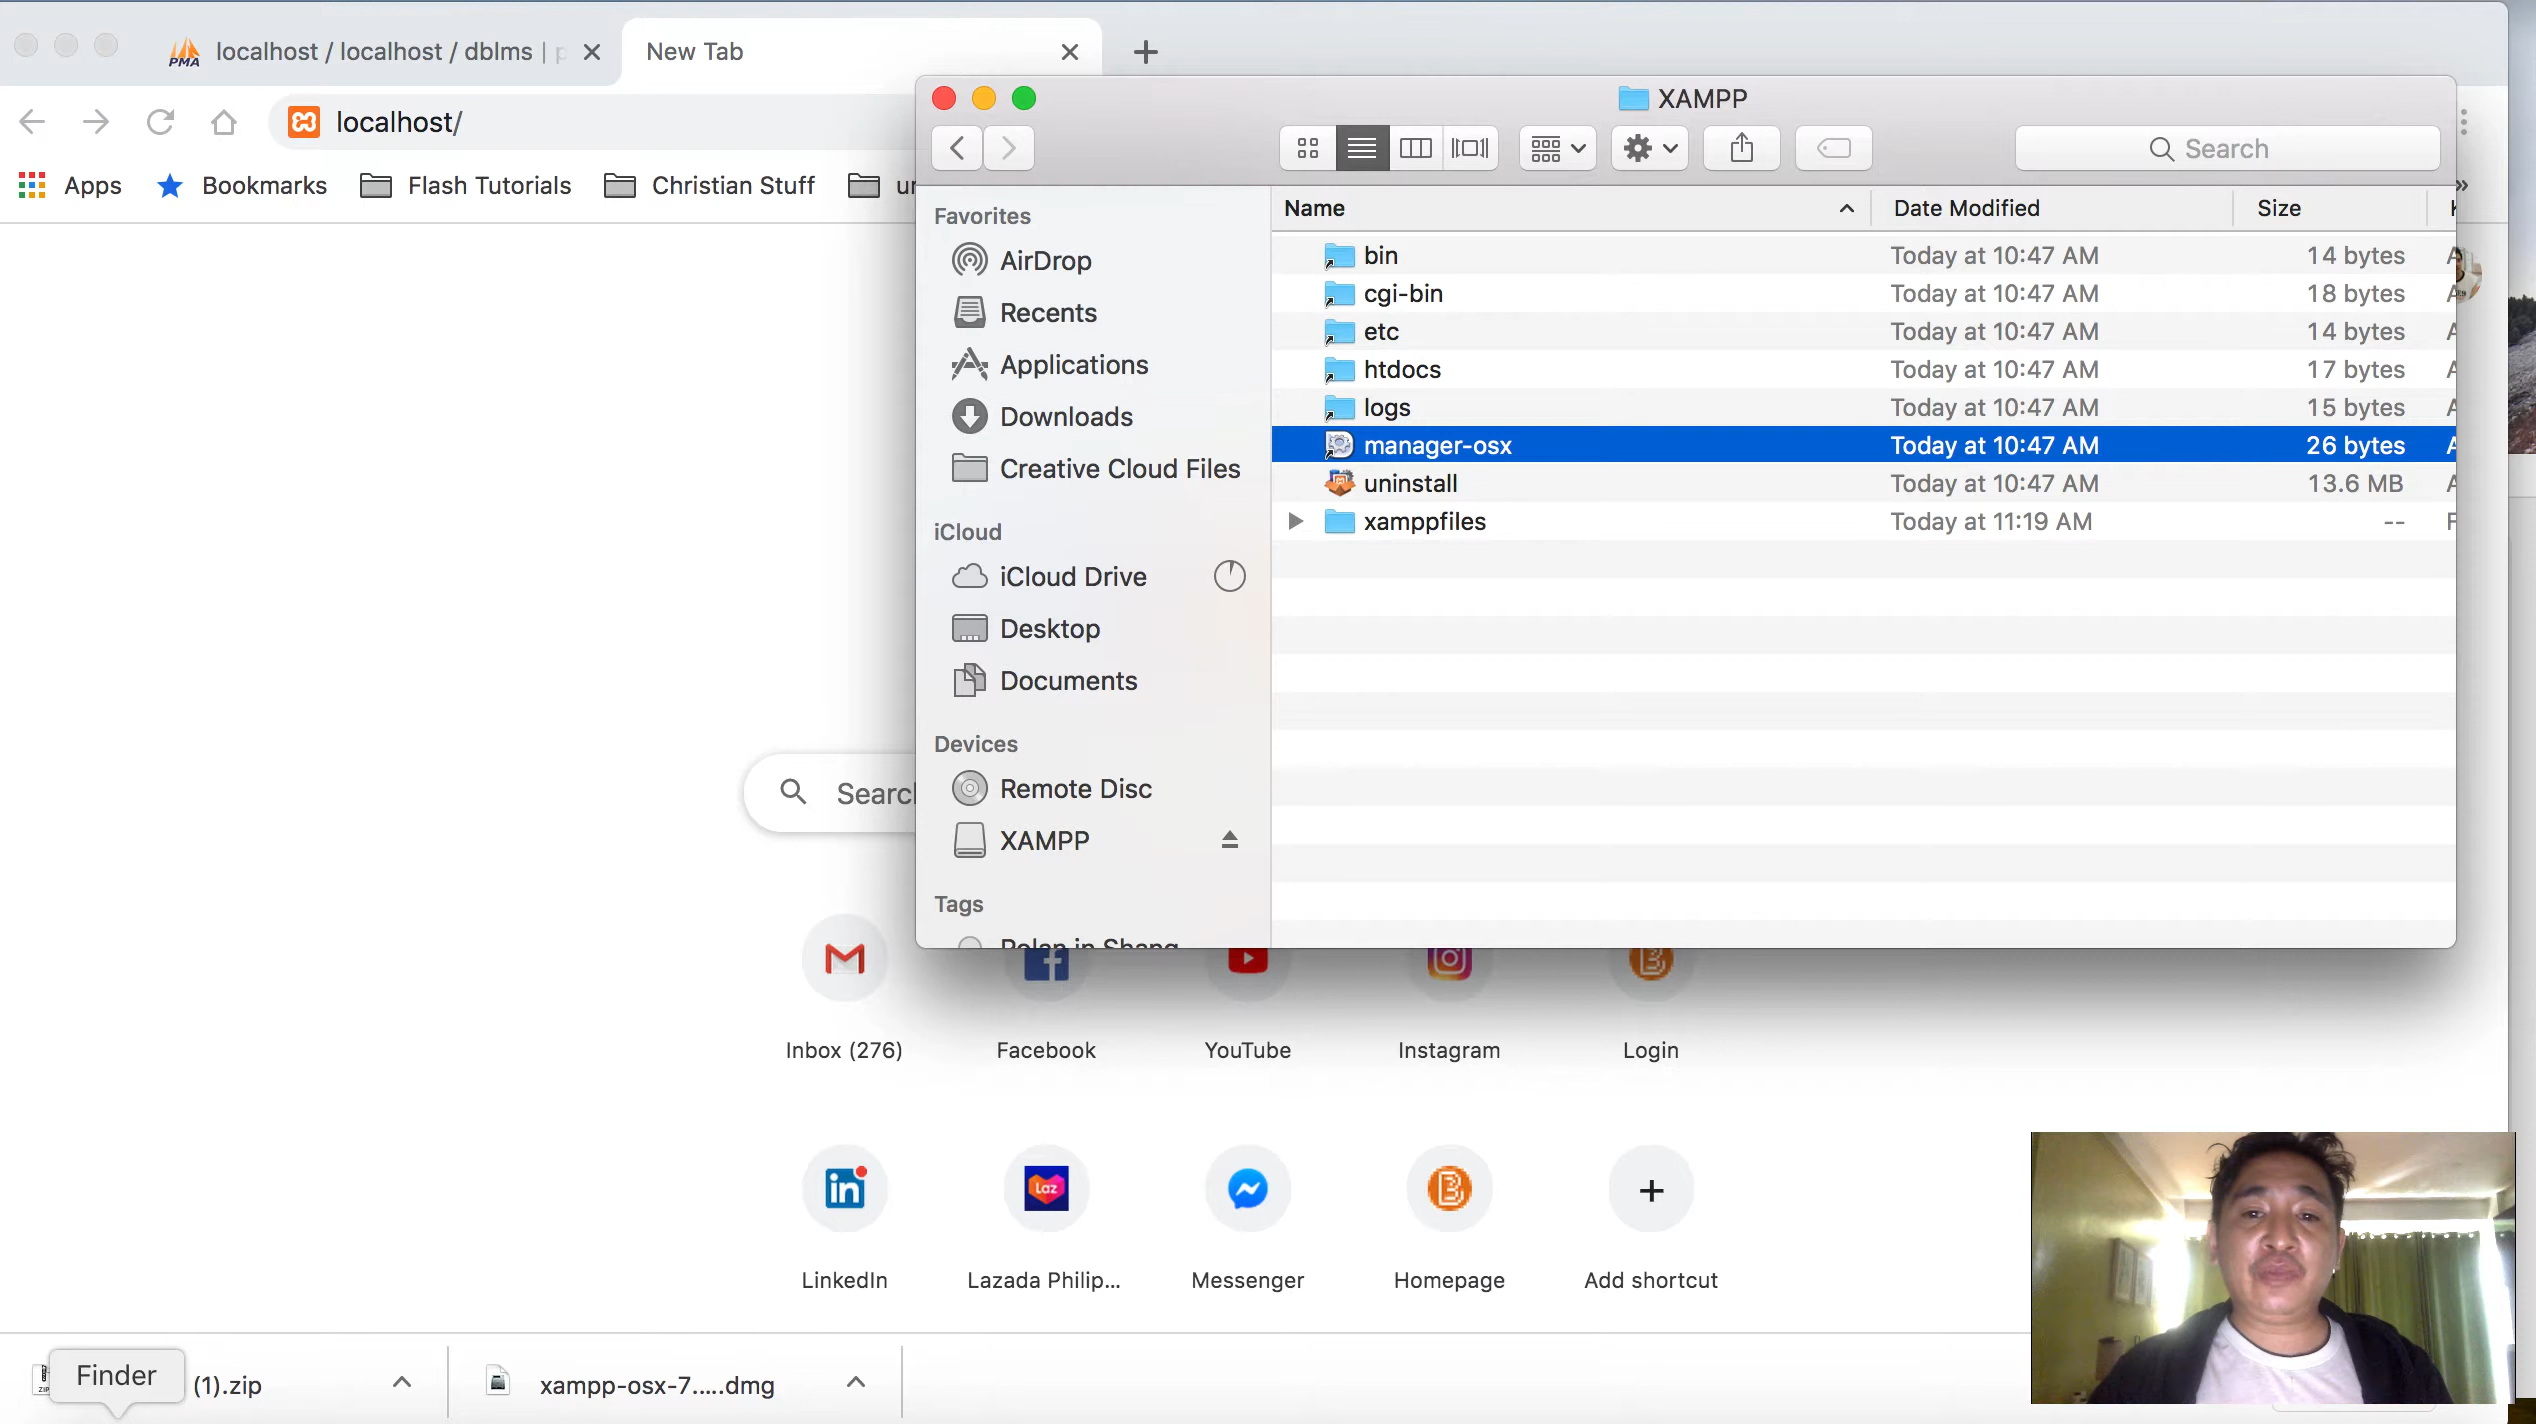 localhost / localhost / dblms |
New Tab
PMA
localhost/
XAMPP
Search
Apps
Bookmarks
Flash Tutorials
Christian Stuff
Favorites
AirDrop
Recents
Applications
Downloads
Creative Cloud Files
iCloud
iCloud Drive
Desktop
Documents
Devices
Remote Disc
XAMPP
Tags
Name Date Modified Size
bin Today at 10:47 AM 14 bytes
cgi-bin Today at 10:47 AM 18 bytes
etc Today at 10:47 AM 14 bytes
htdocs Today at 10:47 AM 17 bytes
logs Today at 10:47 AM 15 bytes
manager-osx Today at 10:47 AM 26 bytes
uninstall Today at 10:47 AM 13.6 MB
xamppfiles Today at 11:19 AM --
Search
Inbox (276)
Facebook
YouTube
Instagram
Login
in
Laz
LinkedIn
Lazada Philip...
Messenger
Homepage
Add shortcut
Finder
(1).zip
xampp-osx-7.....dmg